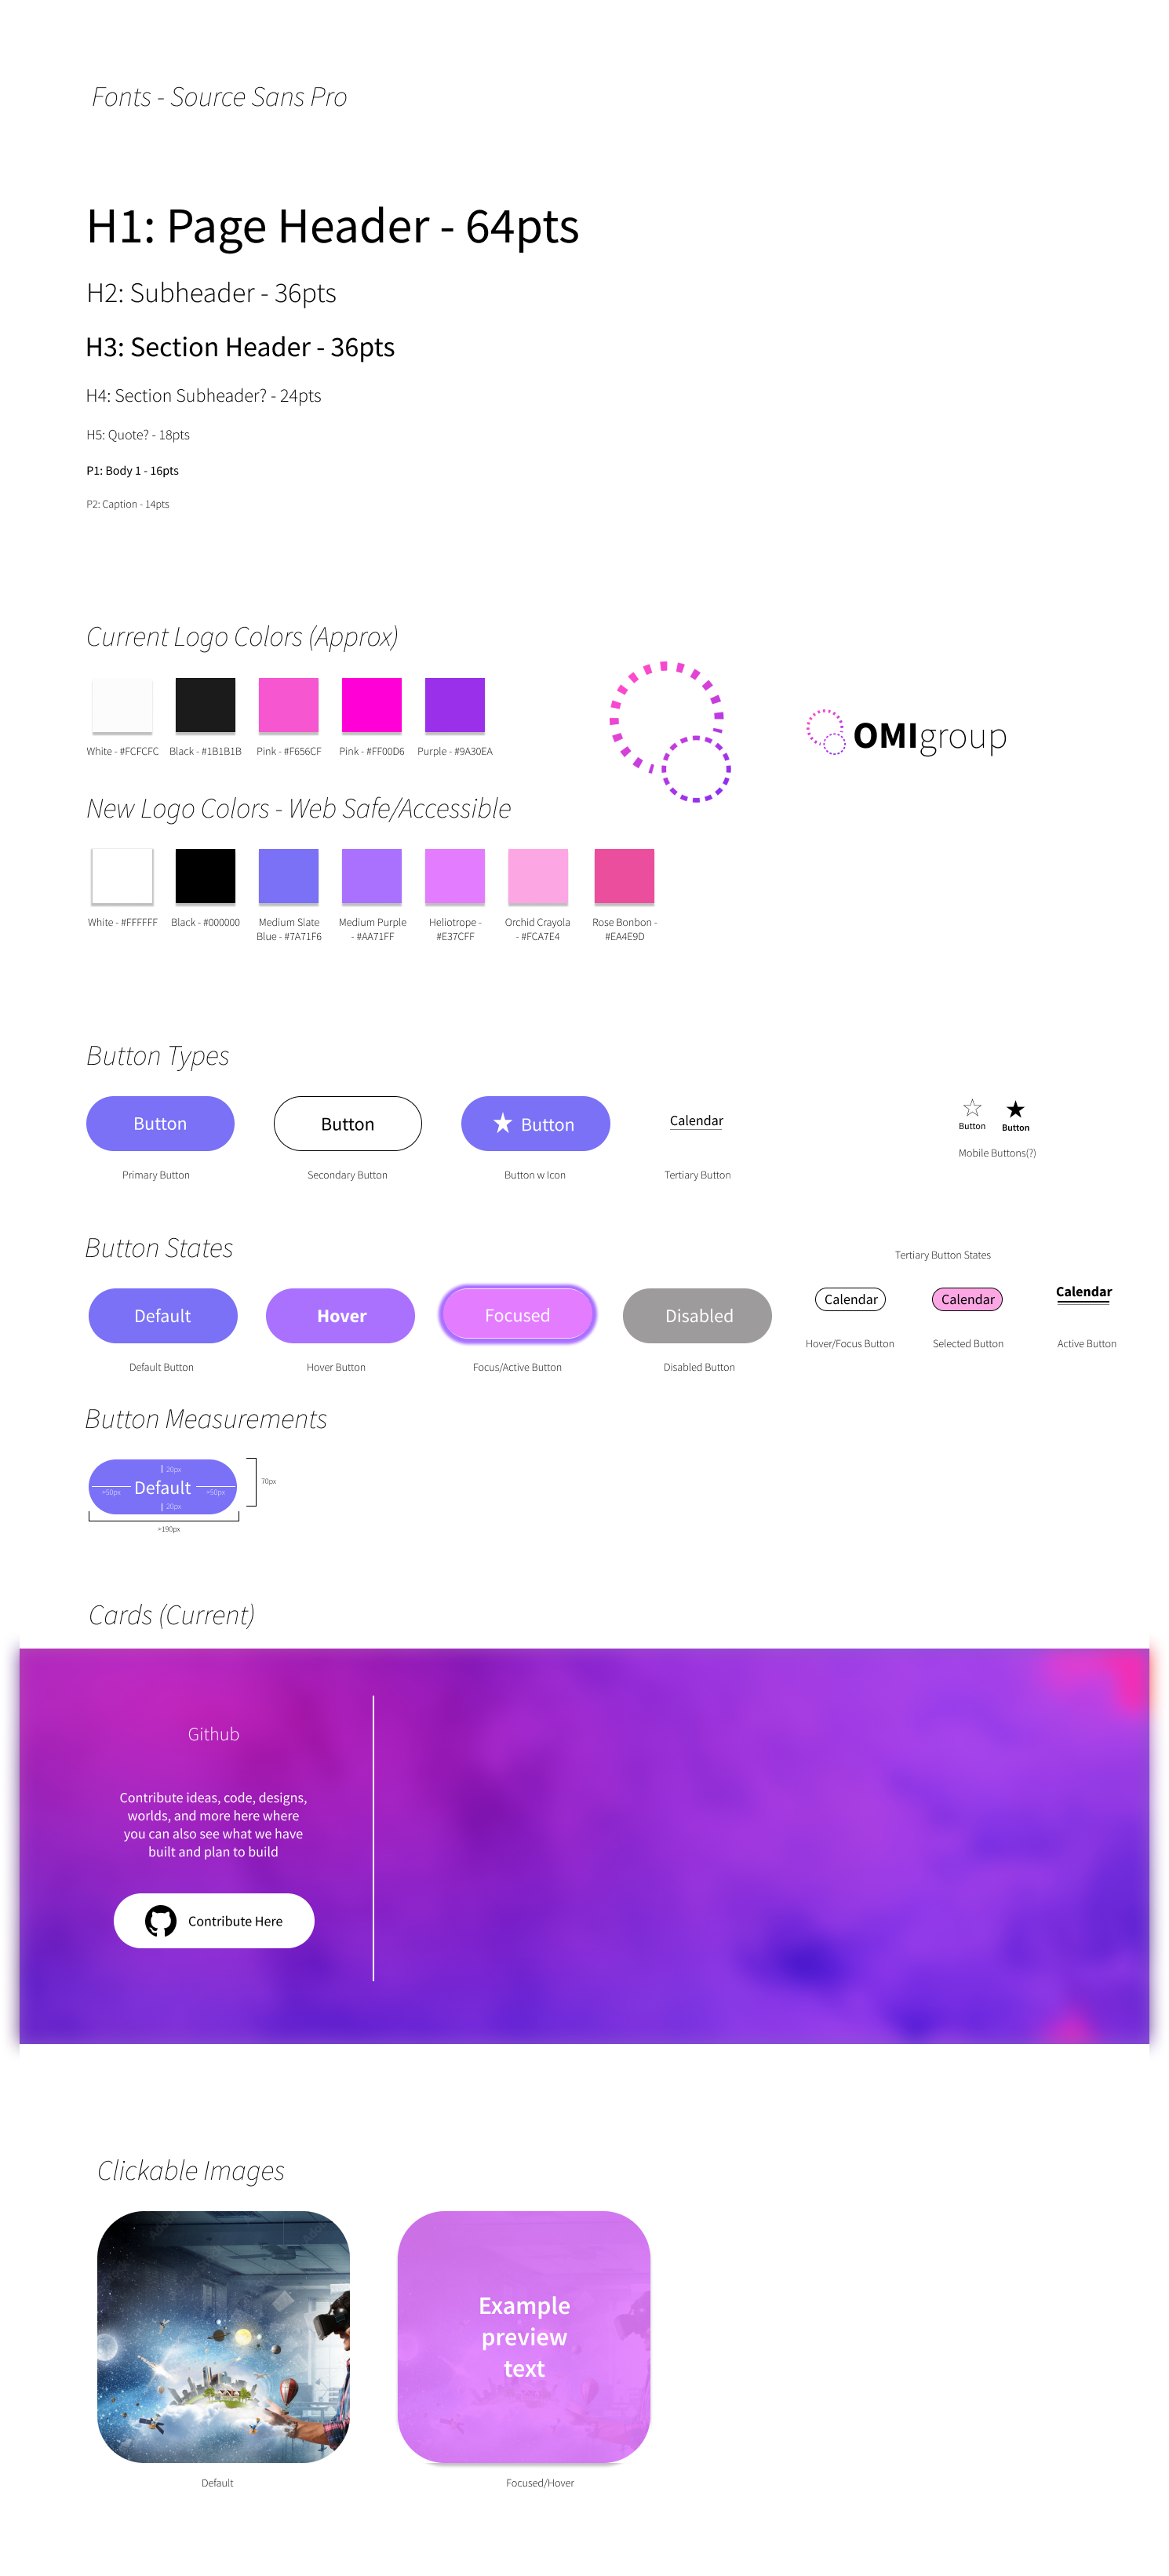 Fonts - Source Sans Pro
H1: Page Header - 64pts
H2: Subheader - 36pts
H3: Section Header - 36pts
H4: Section Subheader? - 24pts
H5: Quote? - 18pts
P1: Body 1 - 16pts
P2: Caption - 14pts
Current Logo Colors (Approx)
White - #FCFCFC
Black - #1B1B1B
Pink - #F656CF
Pink - #FF00D6
Purple - #9A30EA
OMIgroup
New Logo Colors - Web Safe/Accessible
White - #FFFFFF
Black - #000000
Medium Slate
Blue - #7A71F6
Medium Purple
- #AA71FF
Heliotrope -
#E37CFF
Orchid Crayola
- #FCA7E4
Rose Bonbon -
#EA4E9D
Button Types
Button
Primary Button
Button
Secondary Button
Button
Button w Icon
Calendar
Tertiary Button
Button
Button
Mobile Buttons(?)
Button States
Default
Default Button
Hover
Hover Button
Focused
Focus/Active Button
Disabled
Disabled Button
Tertiary Button States
Calendar
Hover/Focus Button
Calendar
Selected Button
Calendar
Active Button
Button Measurements
20px
>50px
Default
>50px
20px
70px
>190px
Cards (Current)
Github
Contribute ideas, code, designs,
worlds, and more here where
you can also see what we have
built and plan to build
Contribute Here
Clickable Images
Default
Example
preview
text
Focused/Hover